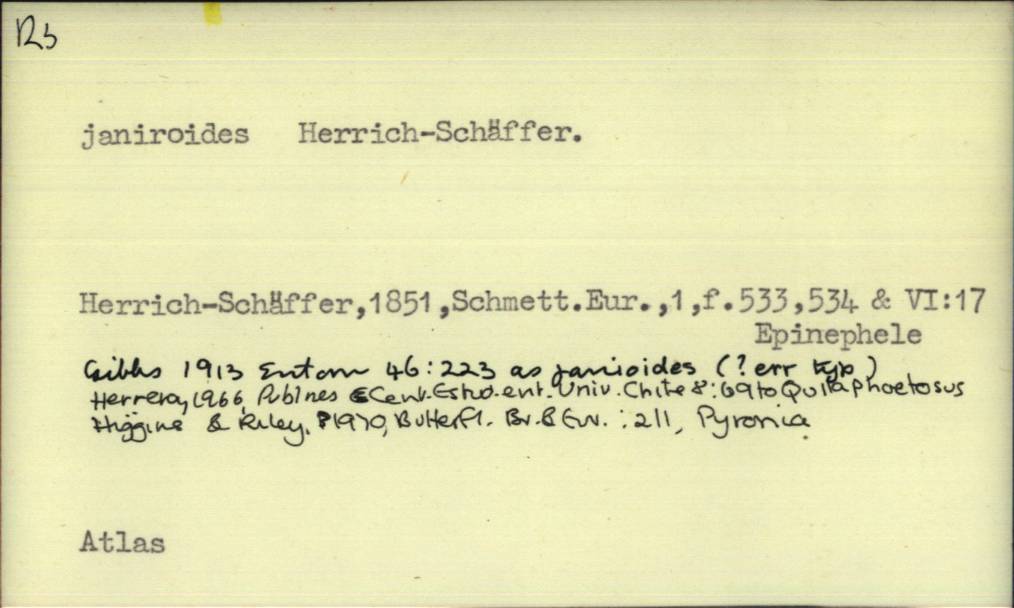 janiroides Herrich-Schäffer.
Herrich-Schäffer,1851,Schmett.Eur.,1,f.533,534 & VI:17
Epinephele
Gibbs 1913 Entom 46:223 as janioides (? err typ)
Herrera, 1966, Publnes Cent. Estud. ent. Univ. Chile 8:69 to Quilaphoetosus
Higgins & Riley, 1970, Butterfl. Br. & Eur. :211, Pyronia
Atlas